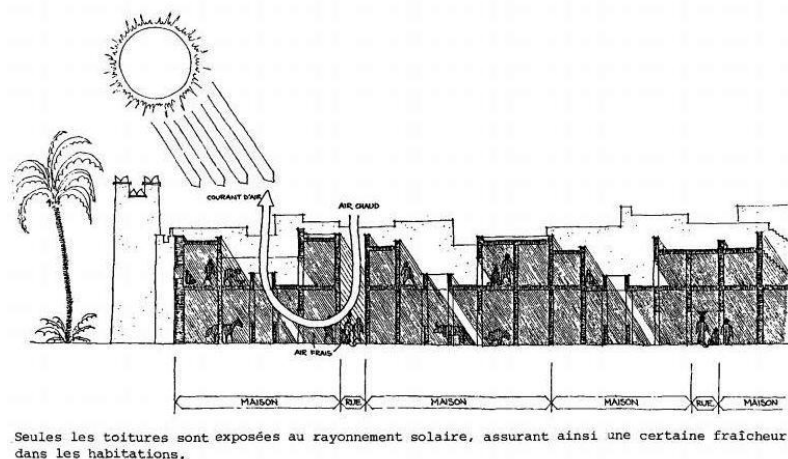 COURANT D'AIR
AIR CHAUD
AIR FRAIS
MAISON RUE MAISON MAISON RUE MAISON
Seules les toitures sont exposées au rayonnement solaire, assurant ainsi une certaine fraîcheur
dans les habitations.